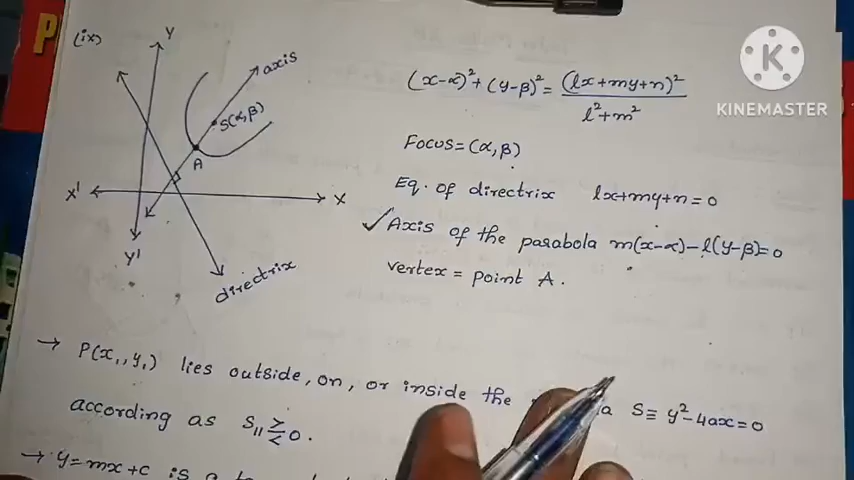 (ix)
Y
axis
S(α,β)
A
X' X
Y'
directrix
(x-α)²+(y-β)² = (lx+my+n)² / l²+m²
Focus = (α,β)
Eq. of directrix lx+my+n=0
✓Axis of the parabola m(x-α)-l(y-β)=0
vertex = point A.
→ P(x₁,y₁) lies outside, on, or inside the S≡ y²-4ax=0
according as S₁₁ ⪌ 0.
→ y=mx+c is a
K
KINEMASTER